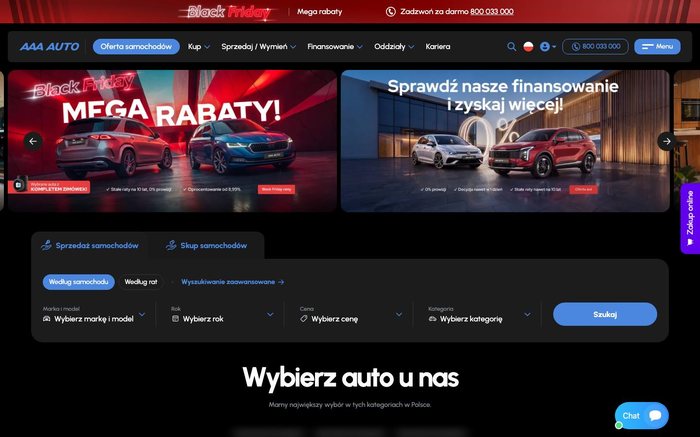 Black Friday Mega rabaty Zadzwoń za darmo 800 033 000
AAA AUTO Oferta samochodów Kup Sprzedaj / Wymień Finansowanie Oddziały Kariera 800 033 000 Menu
Black Friday
MEGA RABATY!
Wybrane auta z
KOMPLETEM ZIMÓWEK!
✓ Stałe raty na 10 lat, 0% prowizji ✓ Oprocentowanie od 8,99% Black Friday ceny
Sprawdź nasze finansowanie
i zyskaj więcej!
0%
✓ 0% prowizji ✓ Decyzja nawet w 1 dzień ✓ Stałe raty nawet na 10 lat
Zakup online
Sprzedaż samochodów Skup samochodów
Według samochodu Według rat Wyszukiwanie zaawansowane →
Marka i model Rok Cena Kategoria
Wybierz markę i model Wybierz rok Wybierz cenę Wybierz kategorię Szukaj
Wybierz auto u nas
Mamy największy wybór w tych kategoriach w Polsce.
Chat